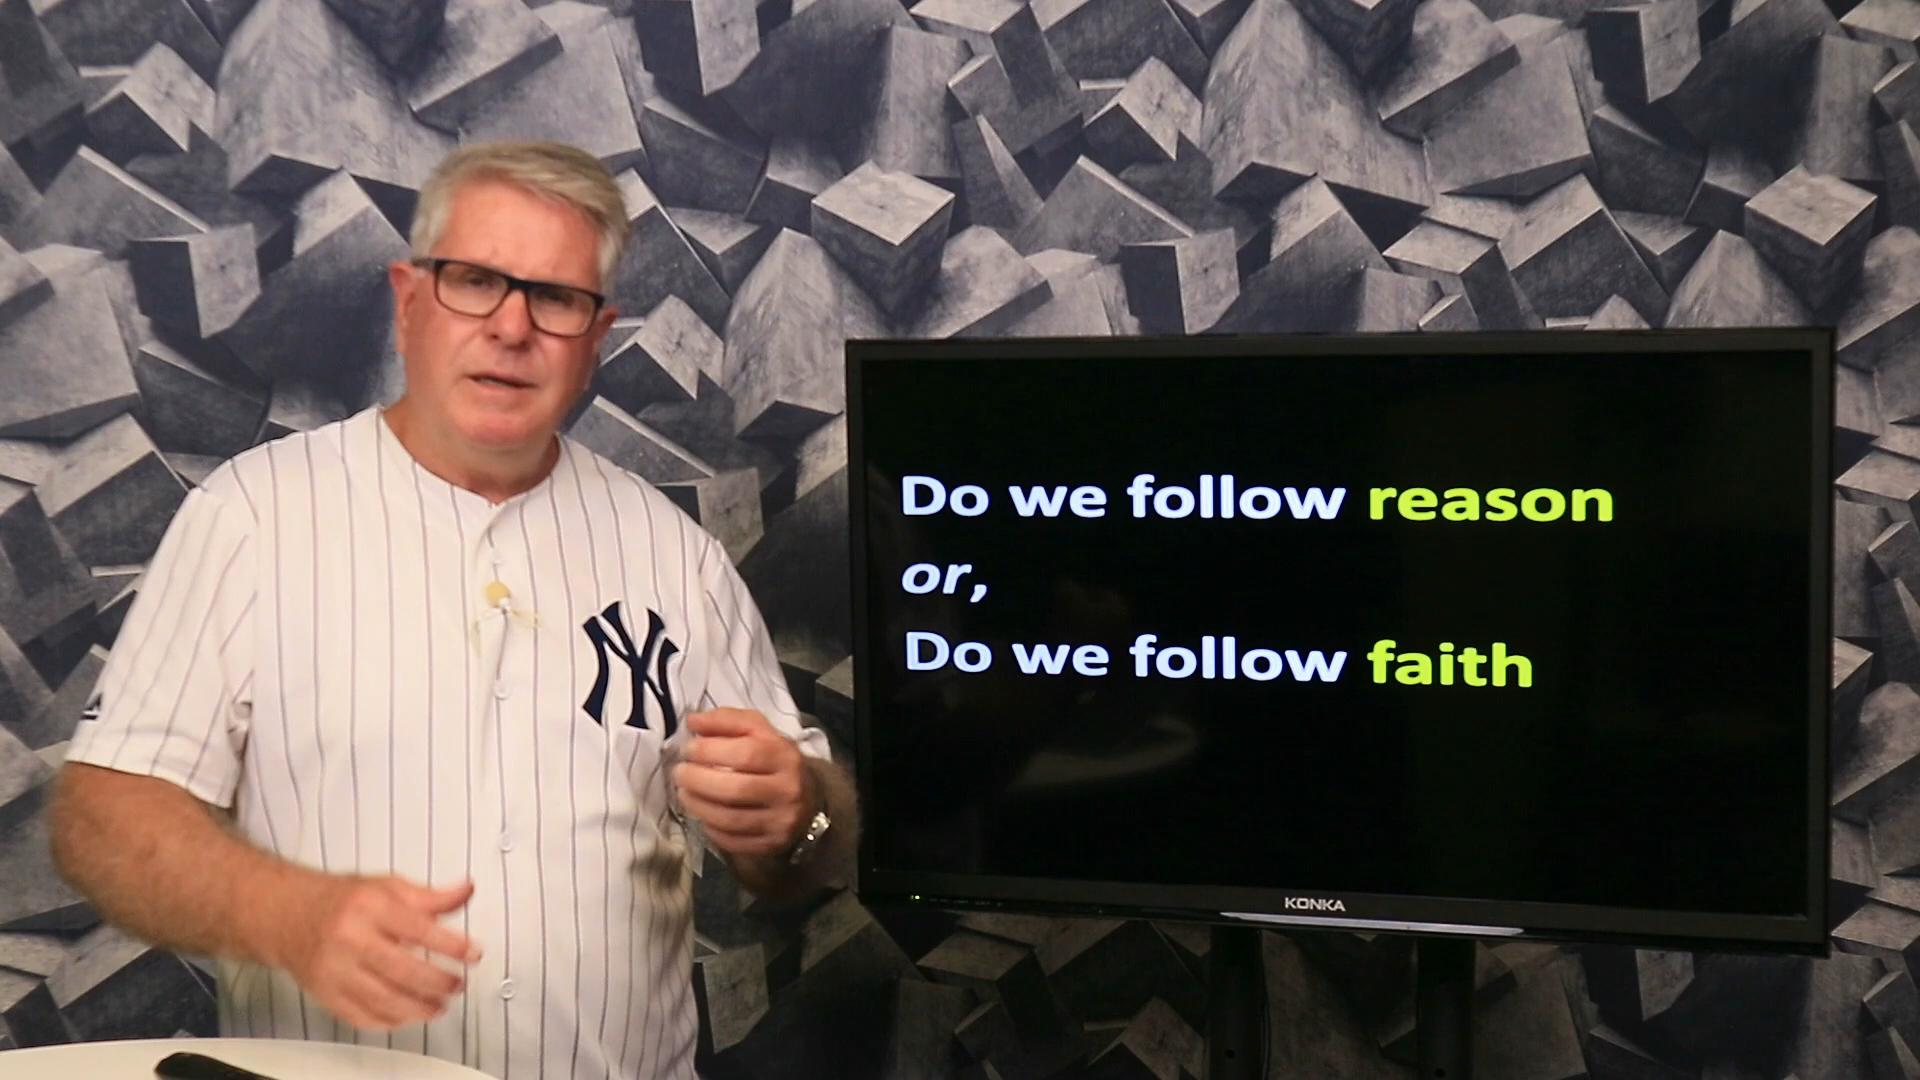 Do we follow reason
or,
Do we follow faith
NY
KONKA